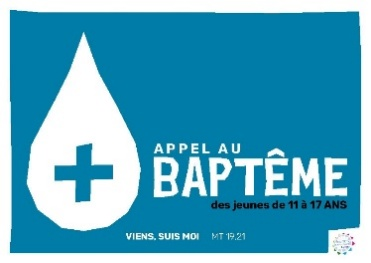 APPEL AU
BAPTÊME
des jeunes de 11 à 17 ANS
VIENS, SUIS MOI MT 19,21